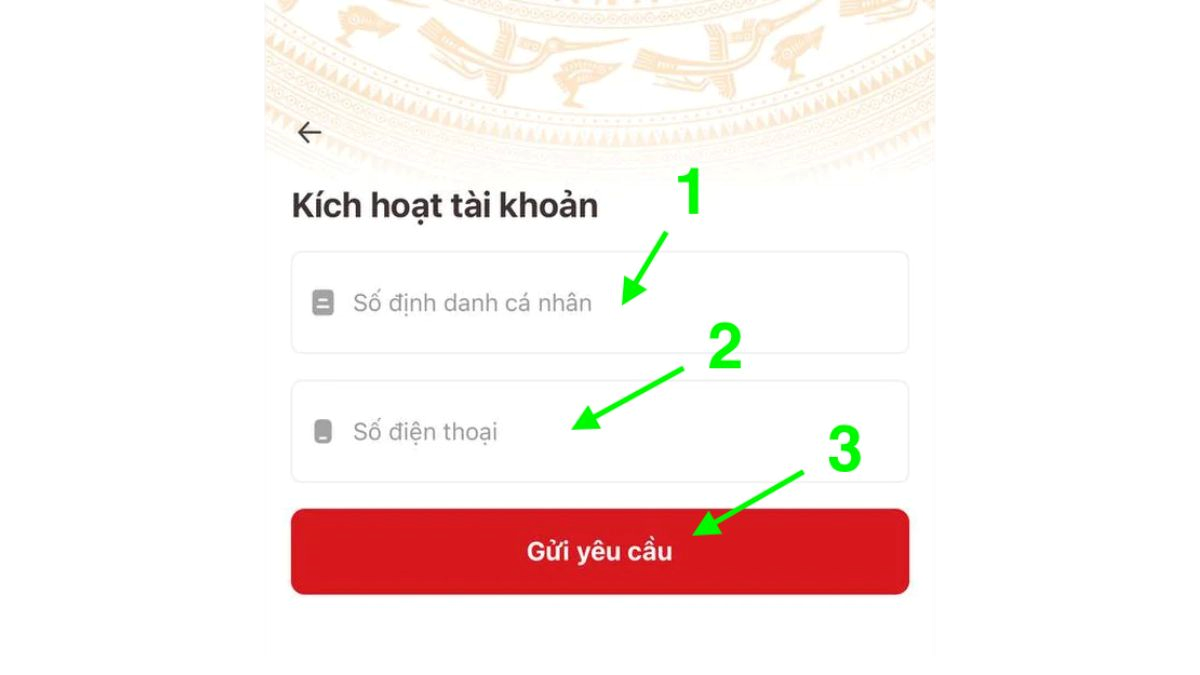 Kích hoạt tài khoản
1
Số định danh cá nhân
2
Số điện thoại
3
Gửi yêu cầu